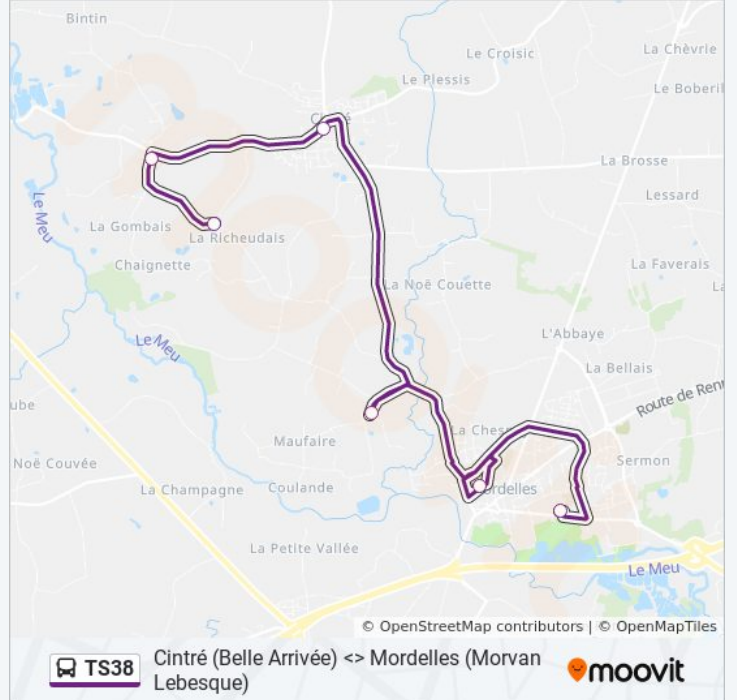 Bintin
Le Croisic
La Chèvrie
Le Plessis
Le Boberil
Le Meu
La Brosse
Lessard
La Gombais
La Richeudais
Chaignette
La Faverais
La Noë Couette
L'Abbaye
Le Meu
La Bellais
Route de Renn
ube
La Chess
Maufaire
Sermon
Noë Couvée
La Champagne
Coulande
ordelles
La Petite Vallée
Le Meu
© OpenStreetMap contributors | © OpenMapTiles
TS38
Cintré (Belle Arrivée) <> Mordelles (Morvan
Lebesque)
moovit